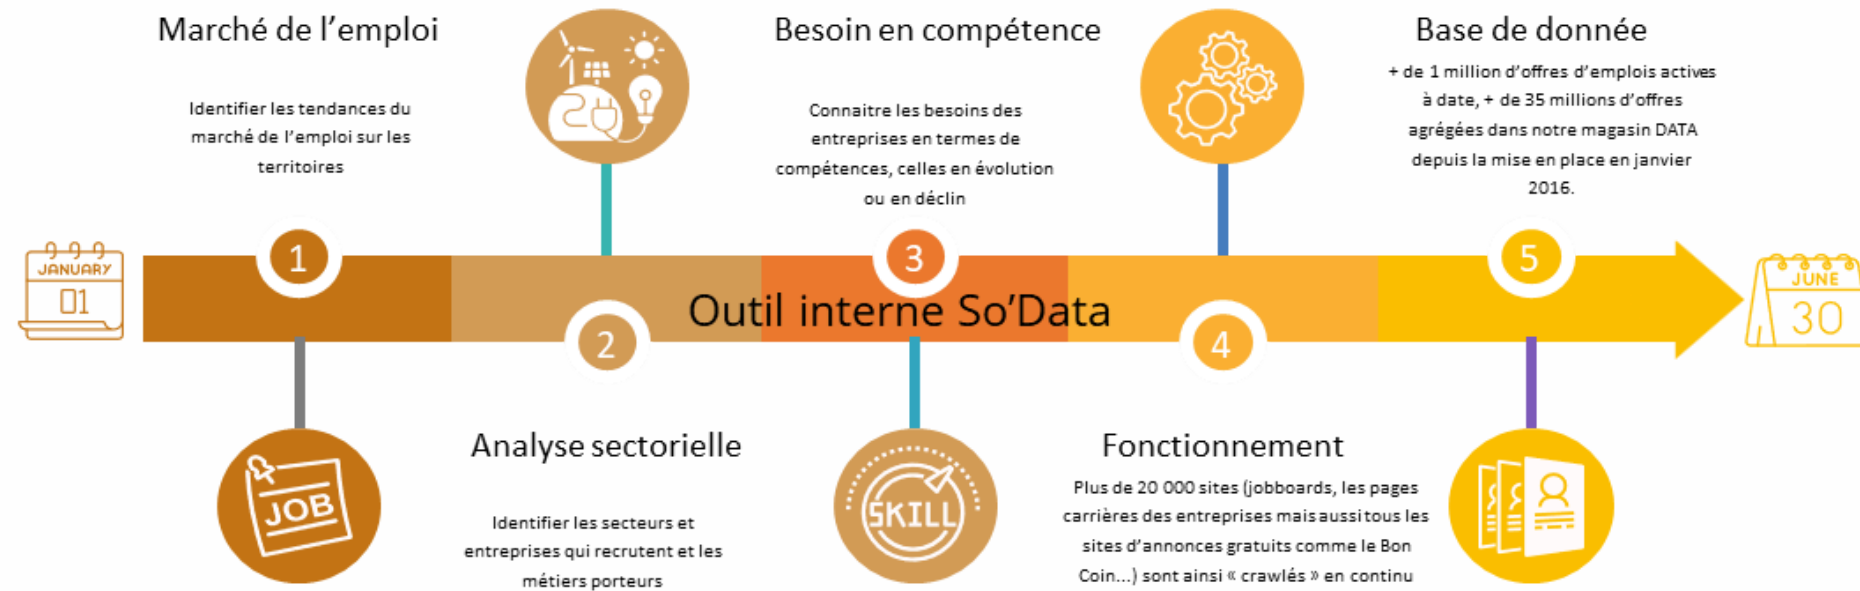 Marché de l'emploi
Identifier les tendances du
marché de l'emploi sur les
territoires
Besoin en compétence
Connaitre les besoins des
entreprises en termes de
compétences, celles en évolution
ou en déclin
Base de donnée
+ de 1 million d'offres d'emplois actives
à date, + de 35 millions d'offres
agrégées dans notre magasin DATA
depuis la mise en place en janvier
2016.
JANUARY
01
1
2
3
4
5
Outil interne So'Data
JUNE
30
JOB
Analyse sectorielle
Identifier les secteurs et
entreprises qui recrutent et les
métiers porteurs
SKILL
Fonctionnement
Plus de 20 000 sites (jobboards, les pages
carrières des entreprises mais aussi tous les
sites d'annonces gratuits comme le Bon
Coin...) sont ainsi « crawlés » en continu